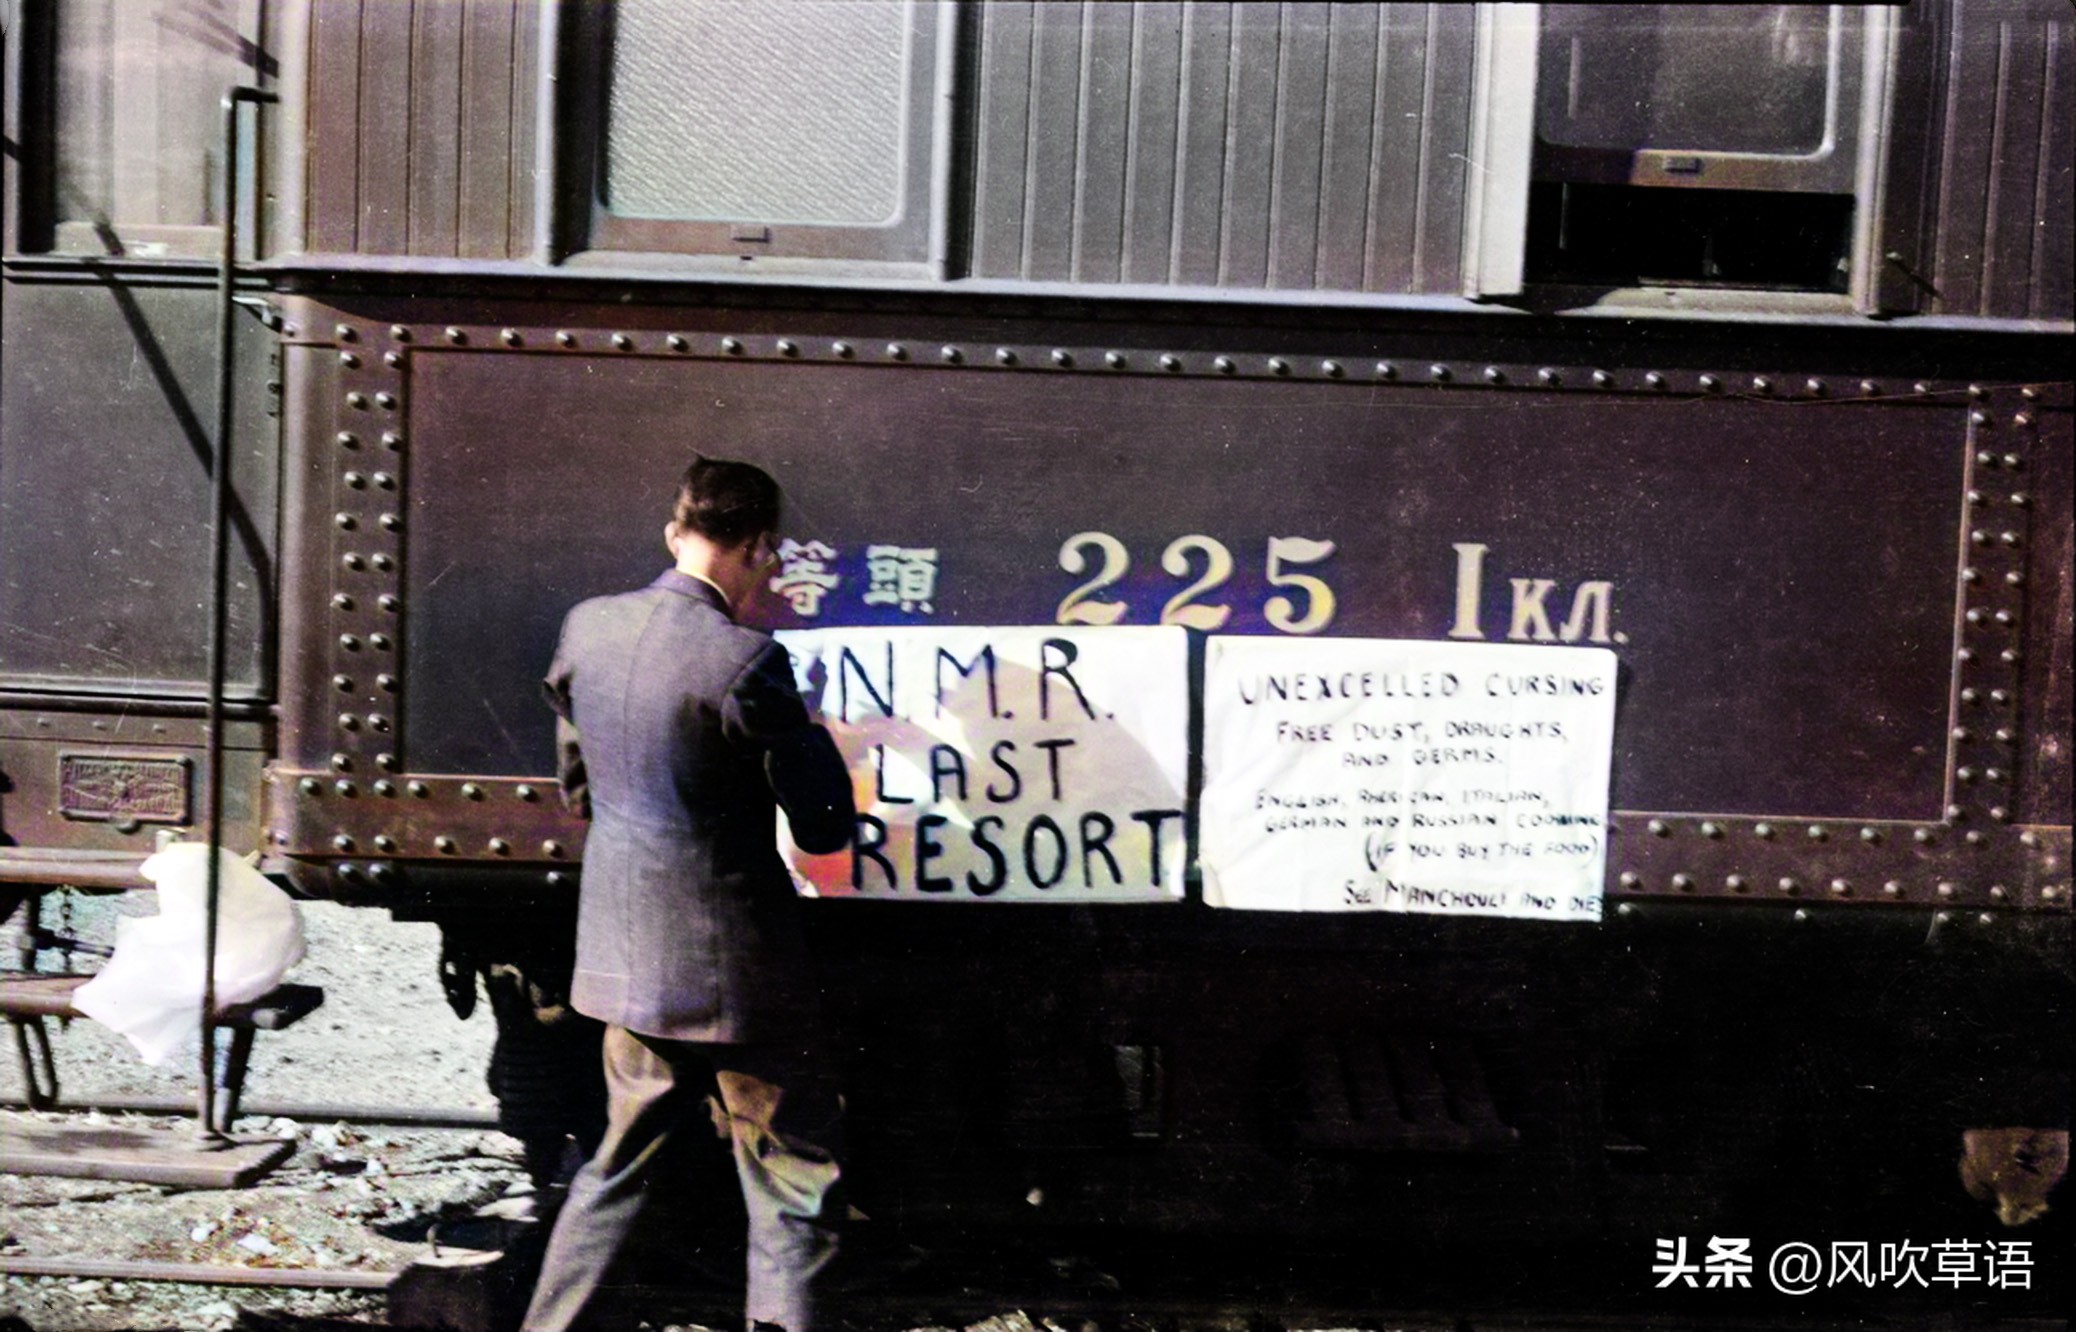 等頭 225 I КЛ.
N.M.R.
LAST
RESORT
UNEXCELLED CURSING
FREE DUST, DRAUGHTS,
AND GERMS.
ENGLISH, AMERICAN, ITALIAN,
GERMAN AND RUSSIAN COOKING
(IF YOU BUY THE FOOD)
SEE MANCHOULI AND DIE
头条 @风吹草语